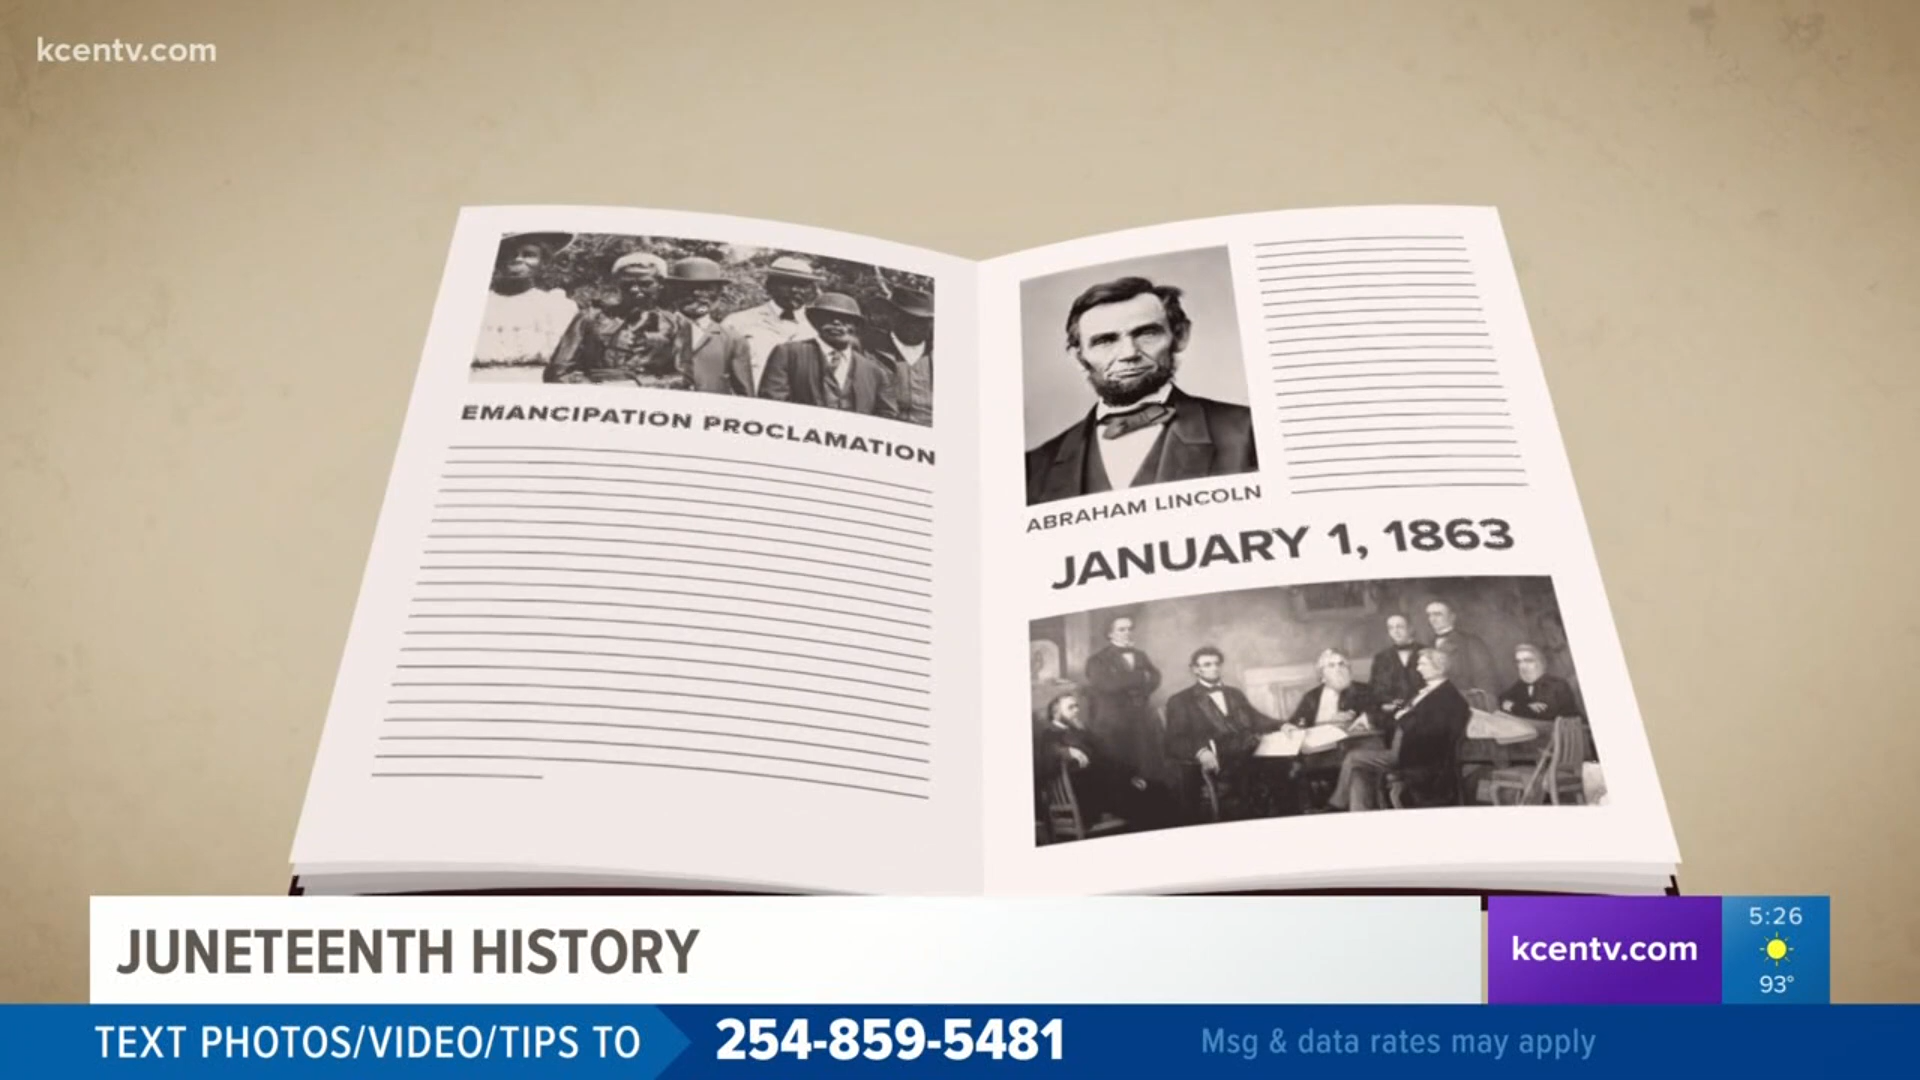 kcentv.com
EMANCIPATION PROCLAMATION
ABRAHAM LINCOLN
JANUARY 1, 1863
JUNETEENTH HISTORY
kcentv.com
5:26
93°
TEXT PHOTOS/VIDEO/TIPS TO
254-859-5481
Msg & data rates may apply